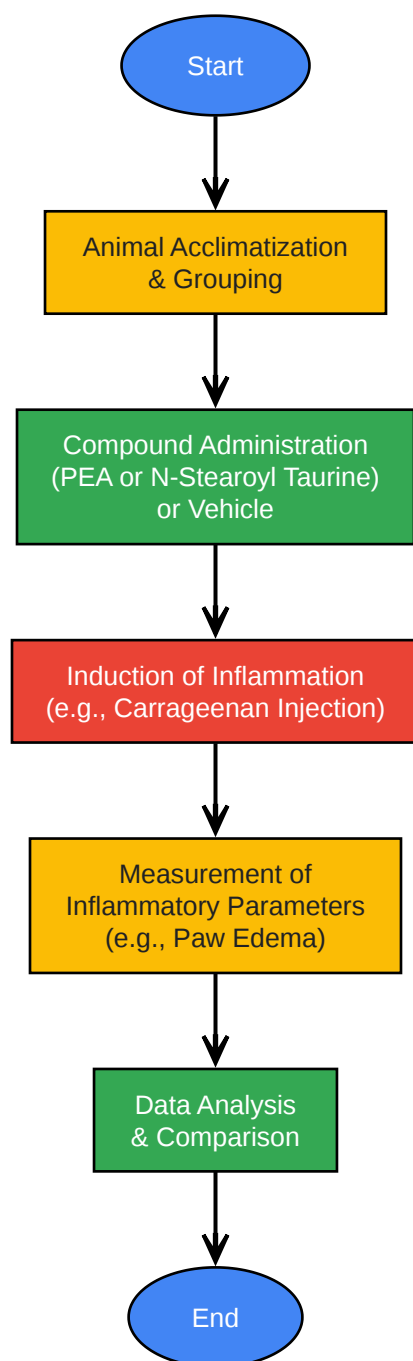 Start
Animal Acclimatization
& Grouping
Compound Administration
(PEA or N-Stearoyl Taurine)
or Vehicle
Induction of Inflammation
(e.g., Carrageenan Injection)
Measurement of
Inflammatory Parameters
(e.g., Paw Edema)
Data Analysis
& Comparison
End